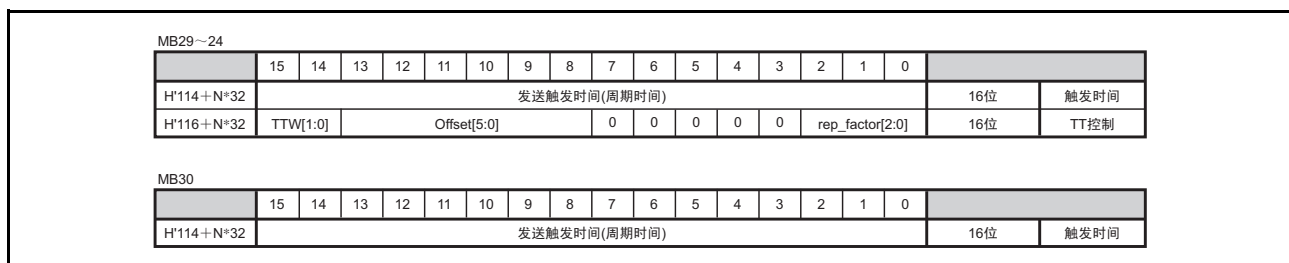 MB29～24
15 14 13 12 11 10 9 8 7 6 5 4 3 2 1 0
H'114＋N*32 发送触发时间(周期时间) 16位 触发时间
H'116＋N*32 TTW[1:0] Offset[5:0] 0 0 0 0 0 rep_factor[2:0] 16位 TT控制
MB30
15 14 13 12 11 10 9 8 7 6 5 4 3 2 1 0
H'114＋N*32 发送触发时间(周期时间) 16位 触发时间